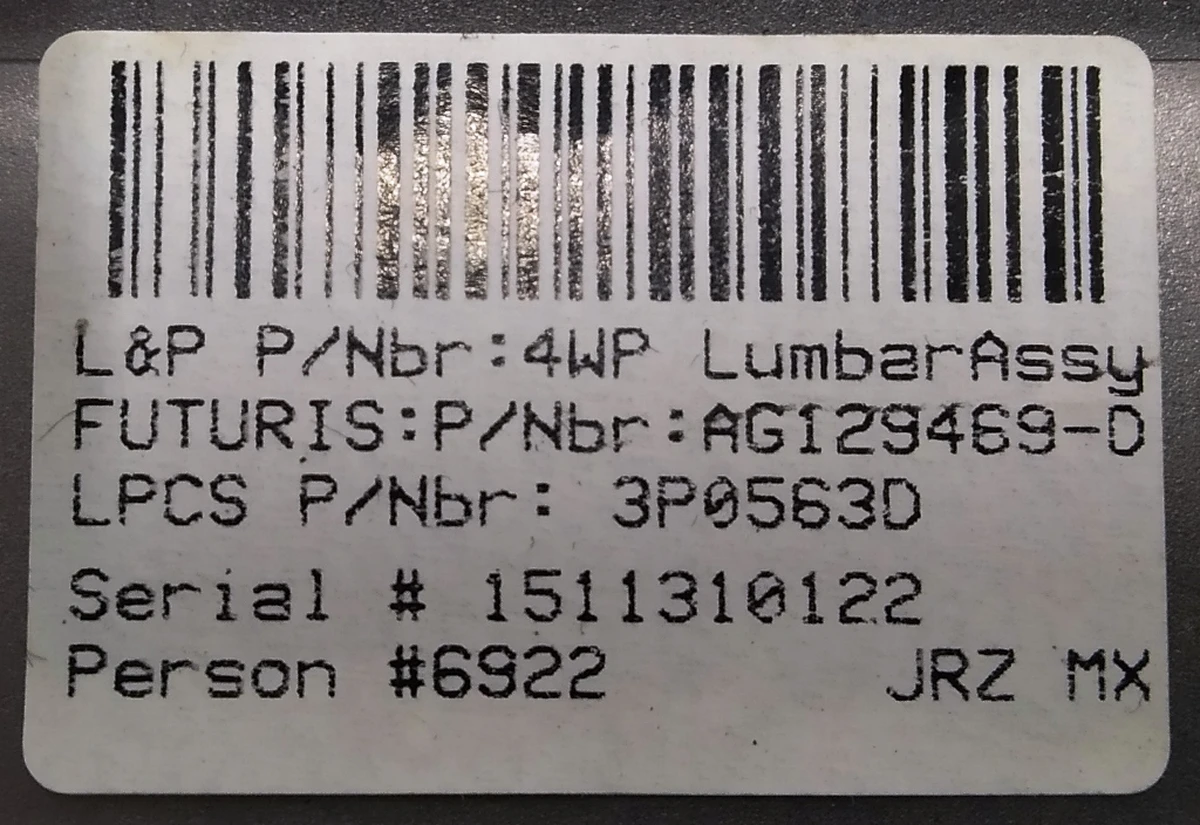 L&P P/Nbr:4WP LumbarAssy
FUTURIS:P/Nbr:AG129469-D
LPCS P/Nbr: 3P0563D
Serial # 1511310122
Person #6922 JRZ MX